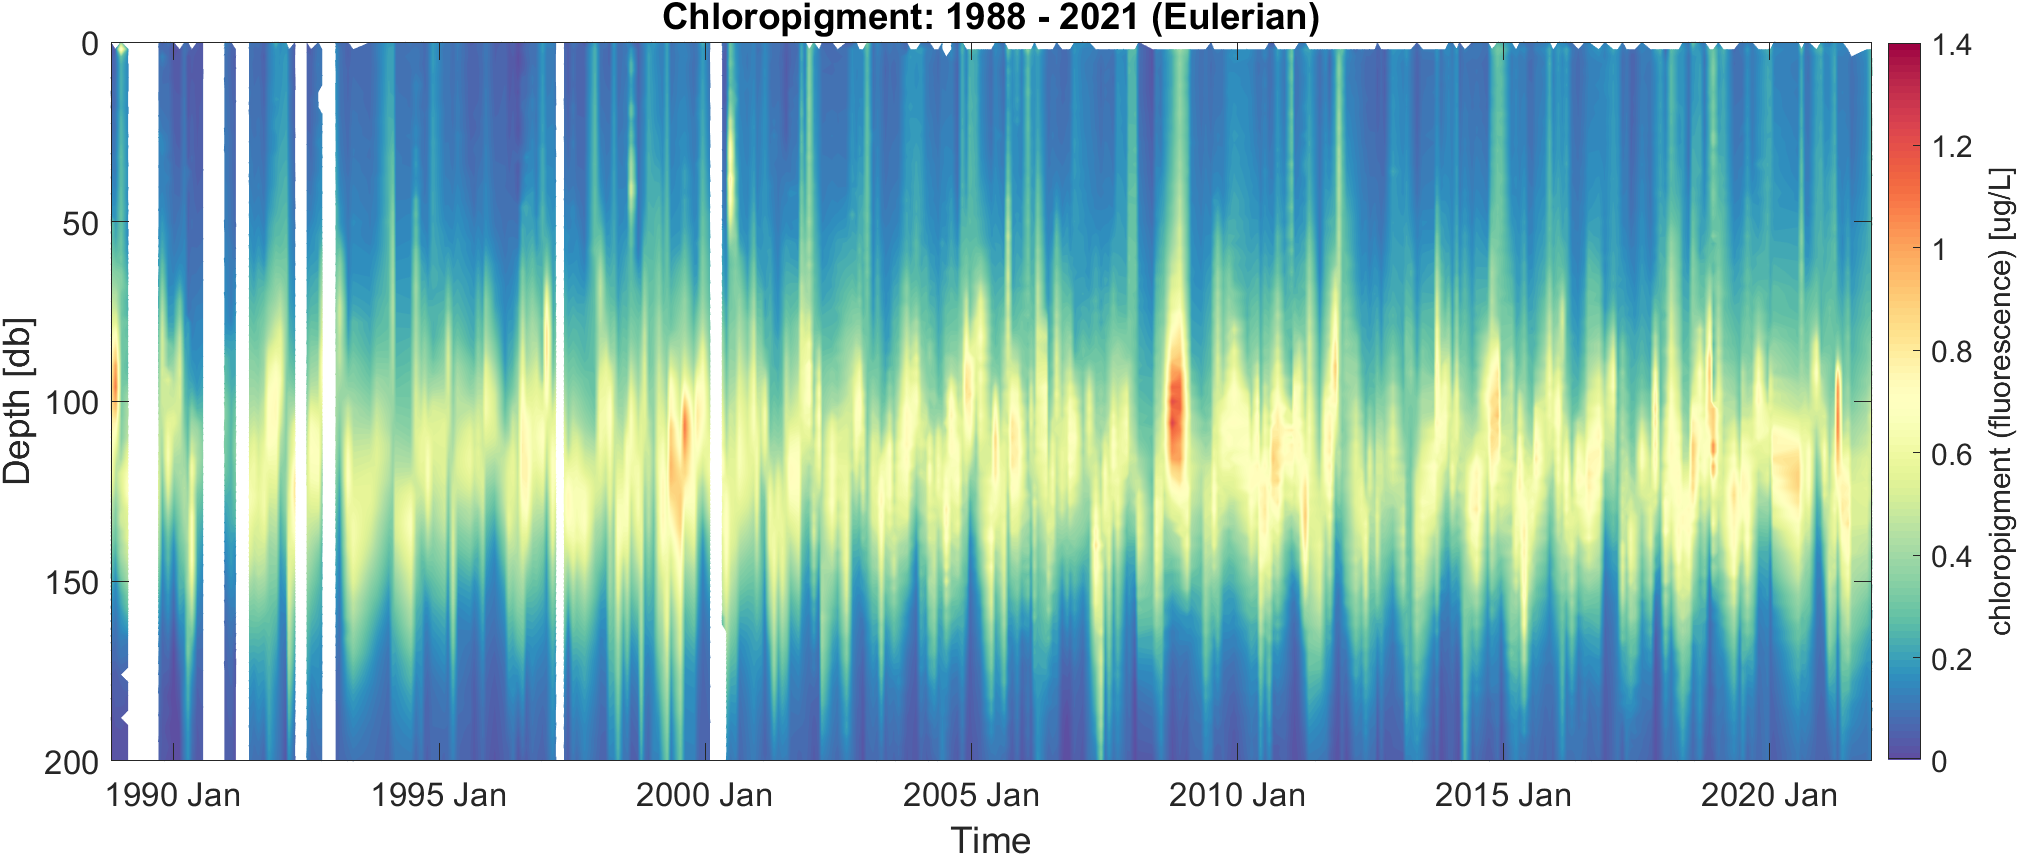 Chloropigment: 1988 - 2021 (Eulerian)
0
50
100
150
200
Depth [db]
1990 Jan
1995 Jan
2000 Jan
2005 Jan
2010 Jan
2015 Jan
2020 Jan
Time
1.4
1.2
1
0.8
0.6
0.4
0.2
0
chloropigment (fluorescence) [ug/L]